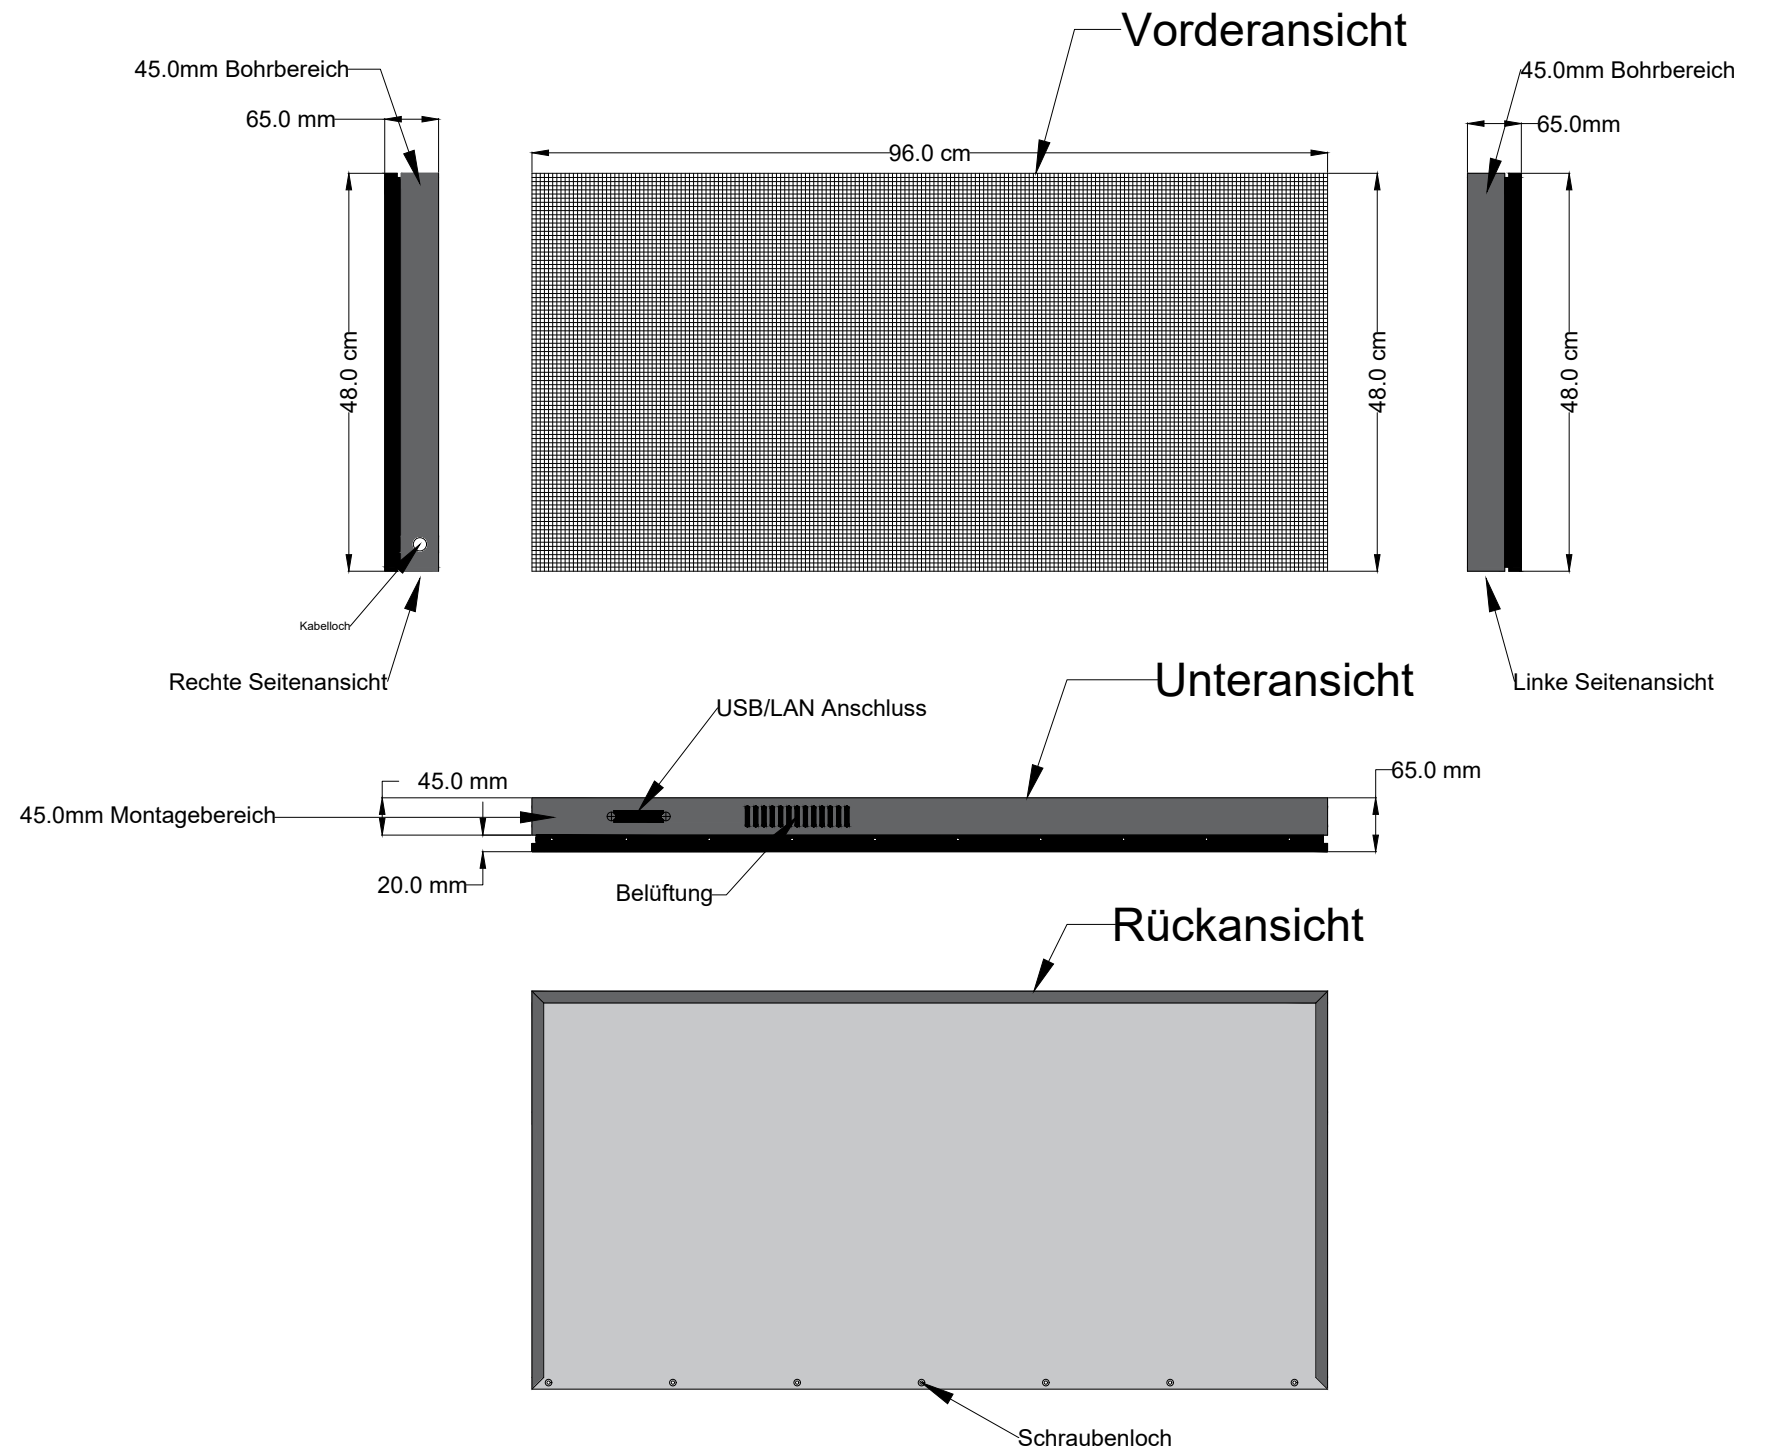 Vorderansicht
45.0mm Bohrbereich
45.0mm Bohrbereich
65.0 mm
65.0mm
96.0 cm
48.0 cm
48.0 cm
48.0 cm
Kabelloch
Rechte Seitenansicht
Unteransicht
Linke Seitenansicht
USB/LAN Anschluss
45.0 mm
65.0 mm
45.0mm Montagebereich
20.0 mm
Belüftung
Rückansicht
Schraubenloch